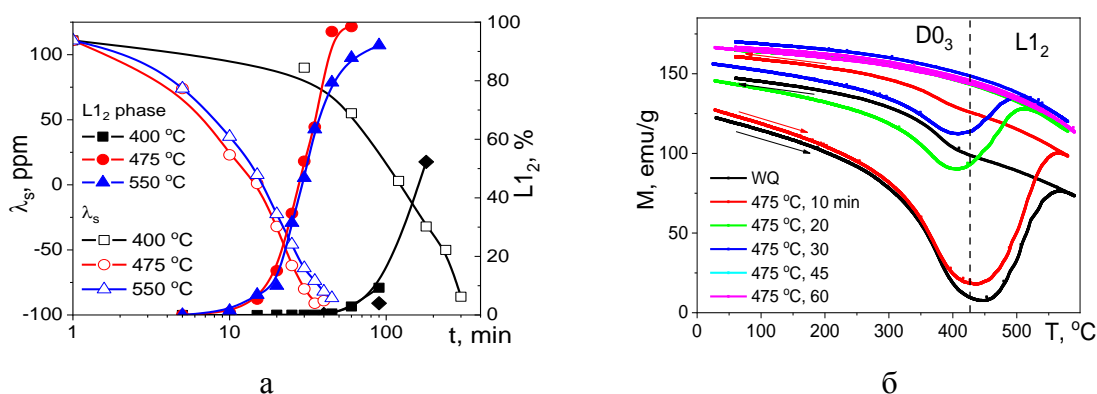 100
50
0
-50
-100
λs, ppm
100
80
60
40
20
0
L12, %
1
10
100
t, min
L12 phase
400 °C
475 °C
550 °C
λs
400 °C
475 °C
550 °C
а
D03
L12
150
100
50
0
M, emu/g
0
100
200
300
400
500
T, °C
WQ
475 °C, 10 min
475 °C, 20
475 °C, 30
475 °C, 45
475 °C, 60
б